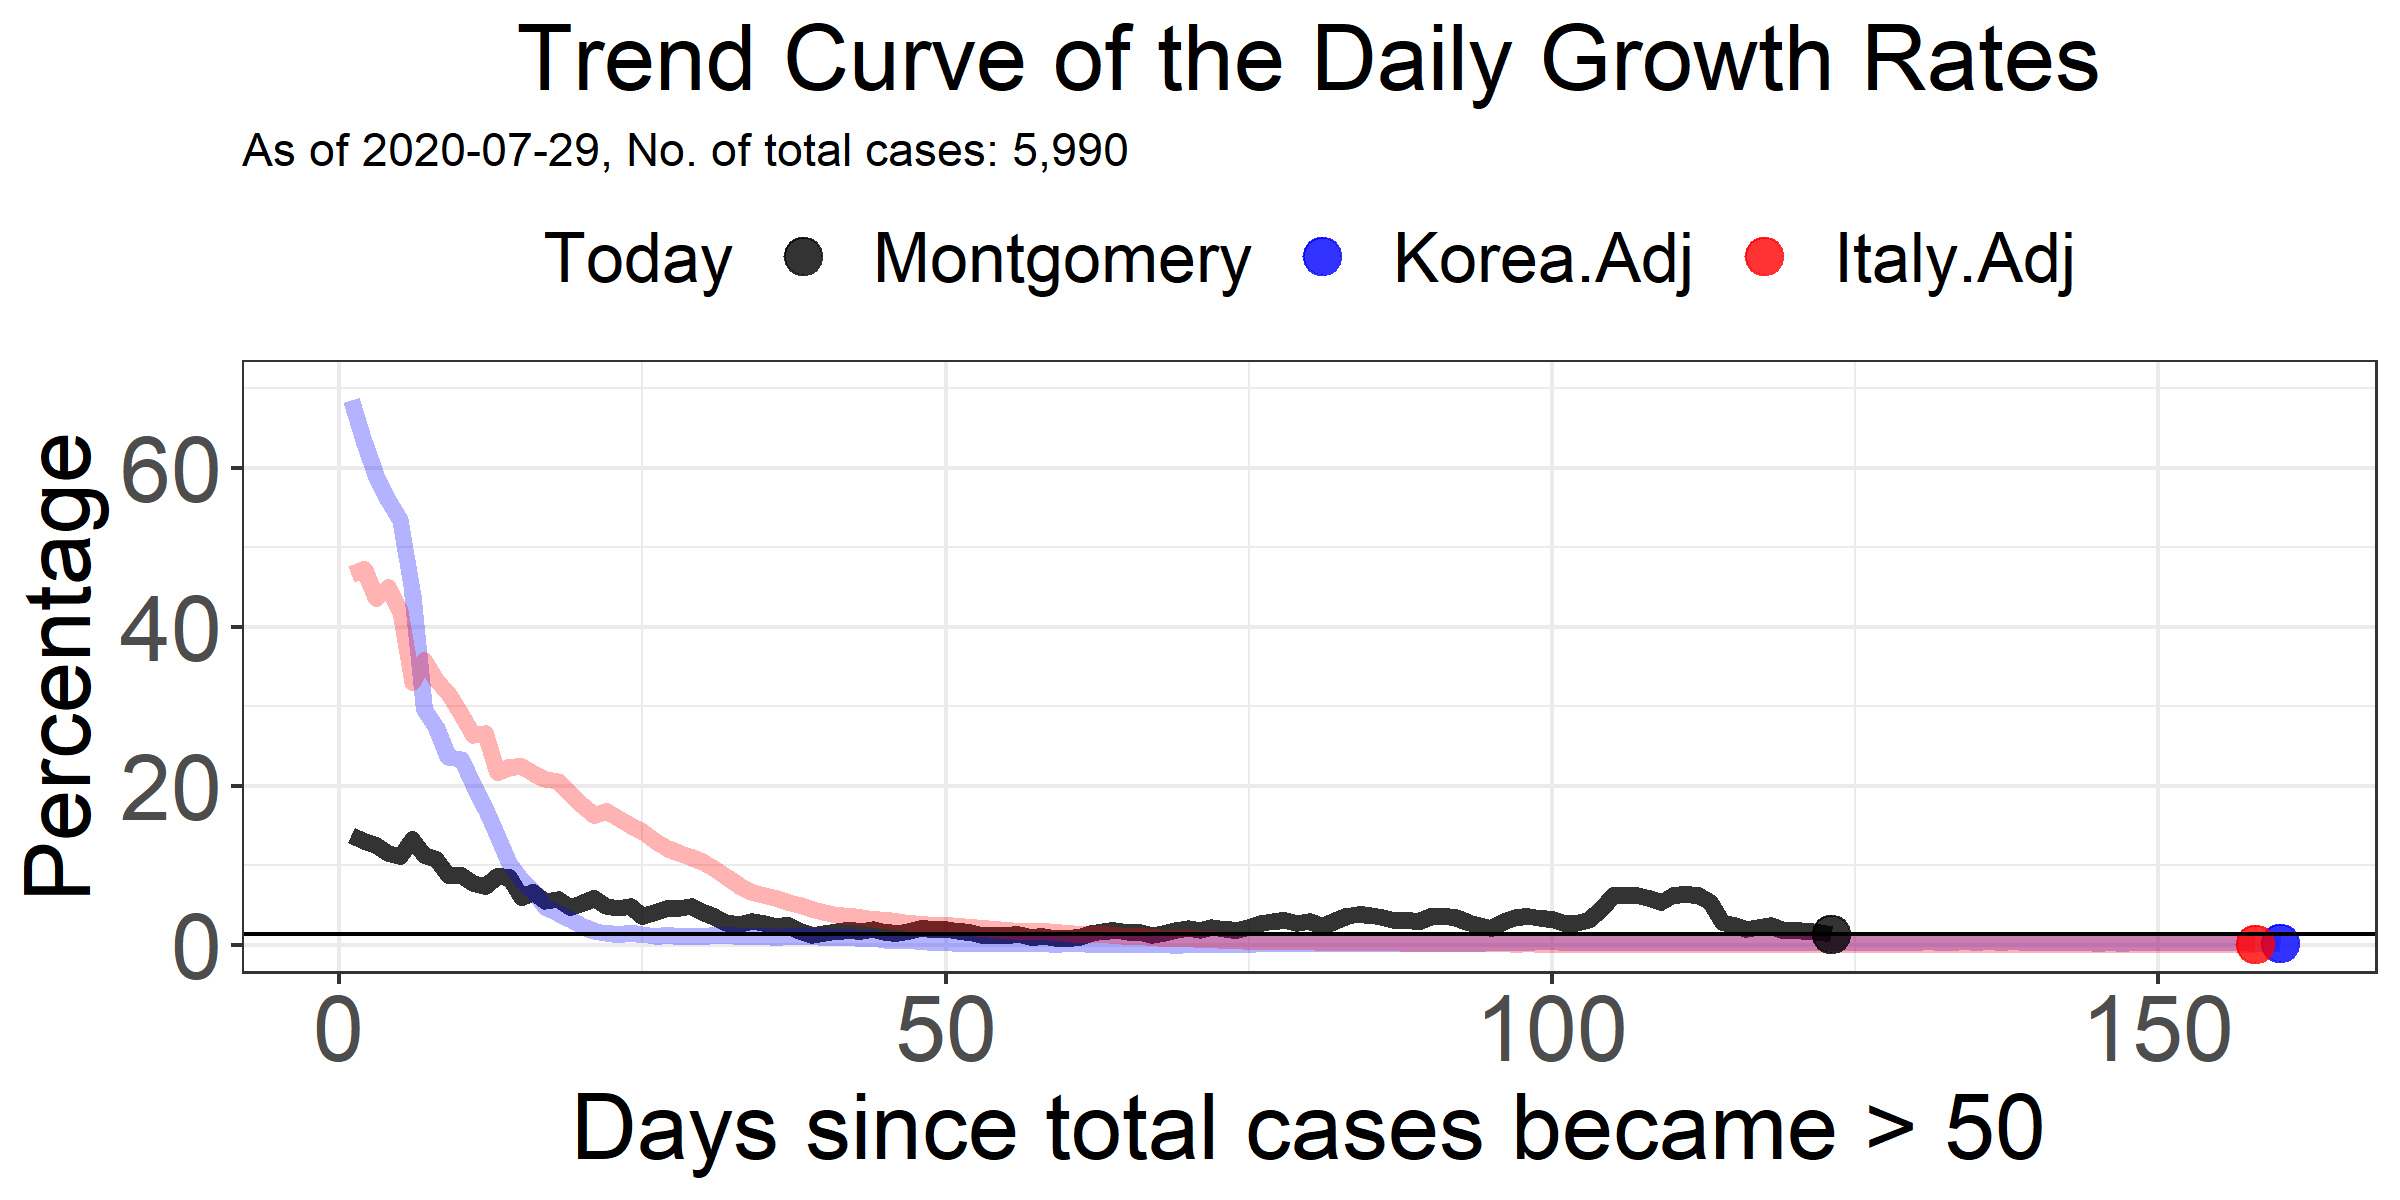 Trend Curve of the Daily Growth Rates
As of 2020-07-29, No. of total cases: 5,990
Today Montgomery Korea.Adj Italy.Adj
Percentage
60
40
20
0
0 50 100 150
Days since total cases became > 50